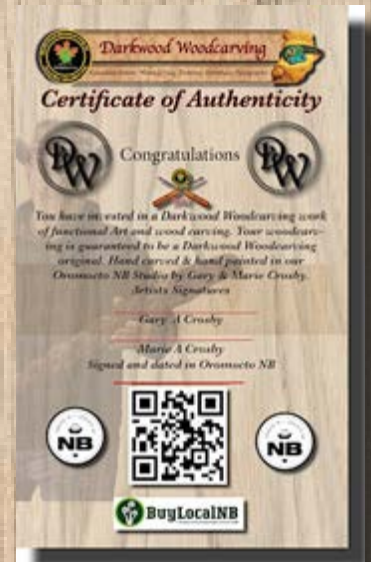 Darkwood Woodcarving
Certificate of Authenticity
DW
Congratulations
DW
You have invested in a Darkwood Woodcarving work
of functional Art and wood carving. Your woodcarv-
ing is guaranteed to be a Darkwood Woodcarving
original. Hand carved & hand painted in our
Oromocto NB Studio by Gary & Marie Crosby.
Artists Signatures
Gary A Crosby
Marie A Crosby
Signed and dated in Oromocto NB
NB
NB
BuyLocalNB